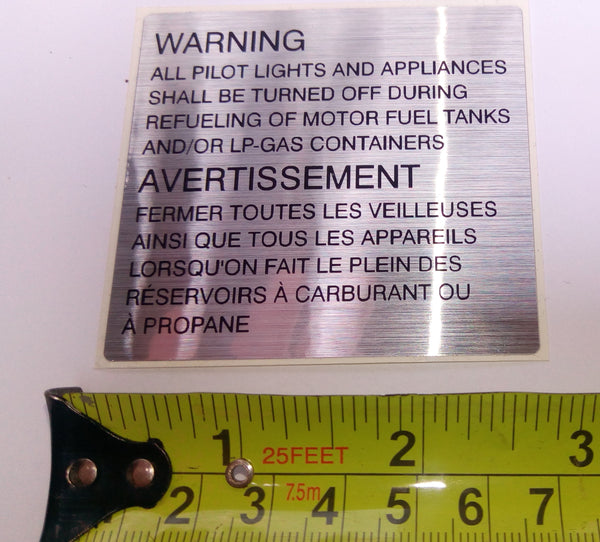 WARNING
ALL PILOT LIGHTS AND APPLIANCES
SHALL BE TURNED OFF DURING
REFUELING OF MOTOR FUEL TANKS
AND/OR LP-GAS CONTAINERS
AVERTISSEMENT
FERMER TOUTES LES VEILLEUSES
AINSI QUE TOUS LES APPAREILS
LORSQU'ON FAIT LE PLEIN DES
RÉSERVOIRS À CARBURANT OU
À PROPANE
1 25FEET 2 3
2 3 7.5m 4 5 6 7